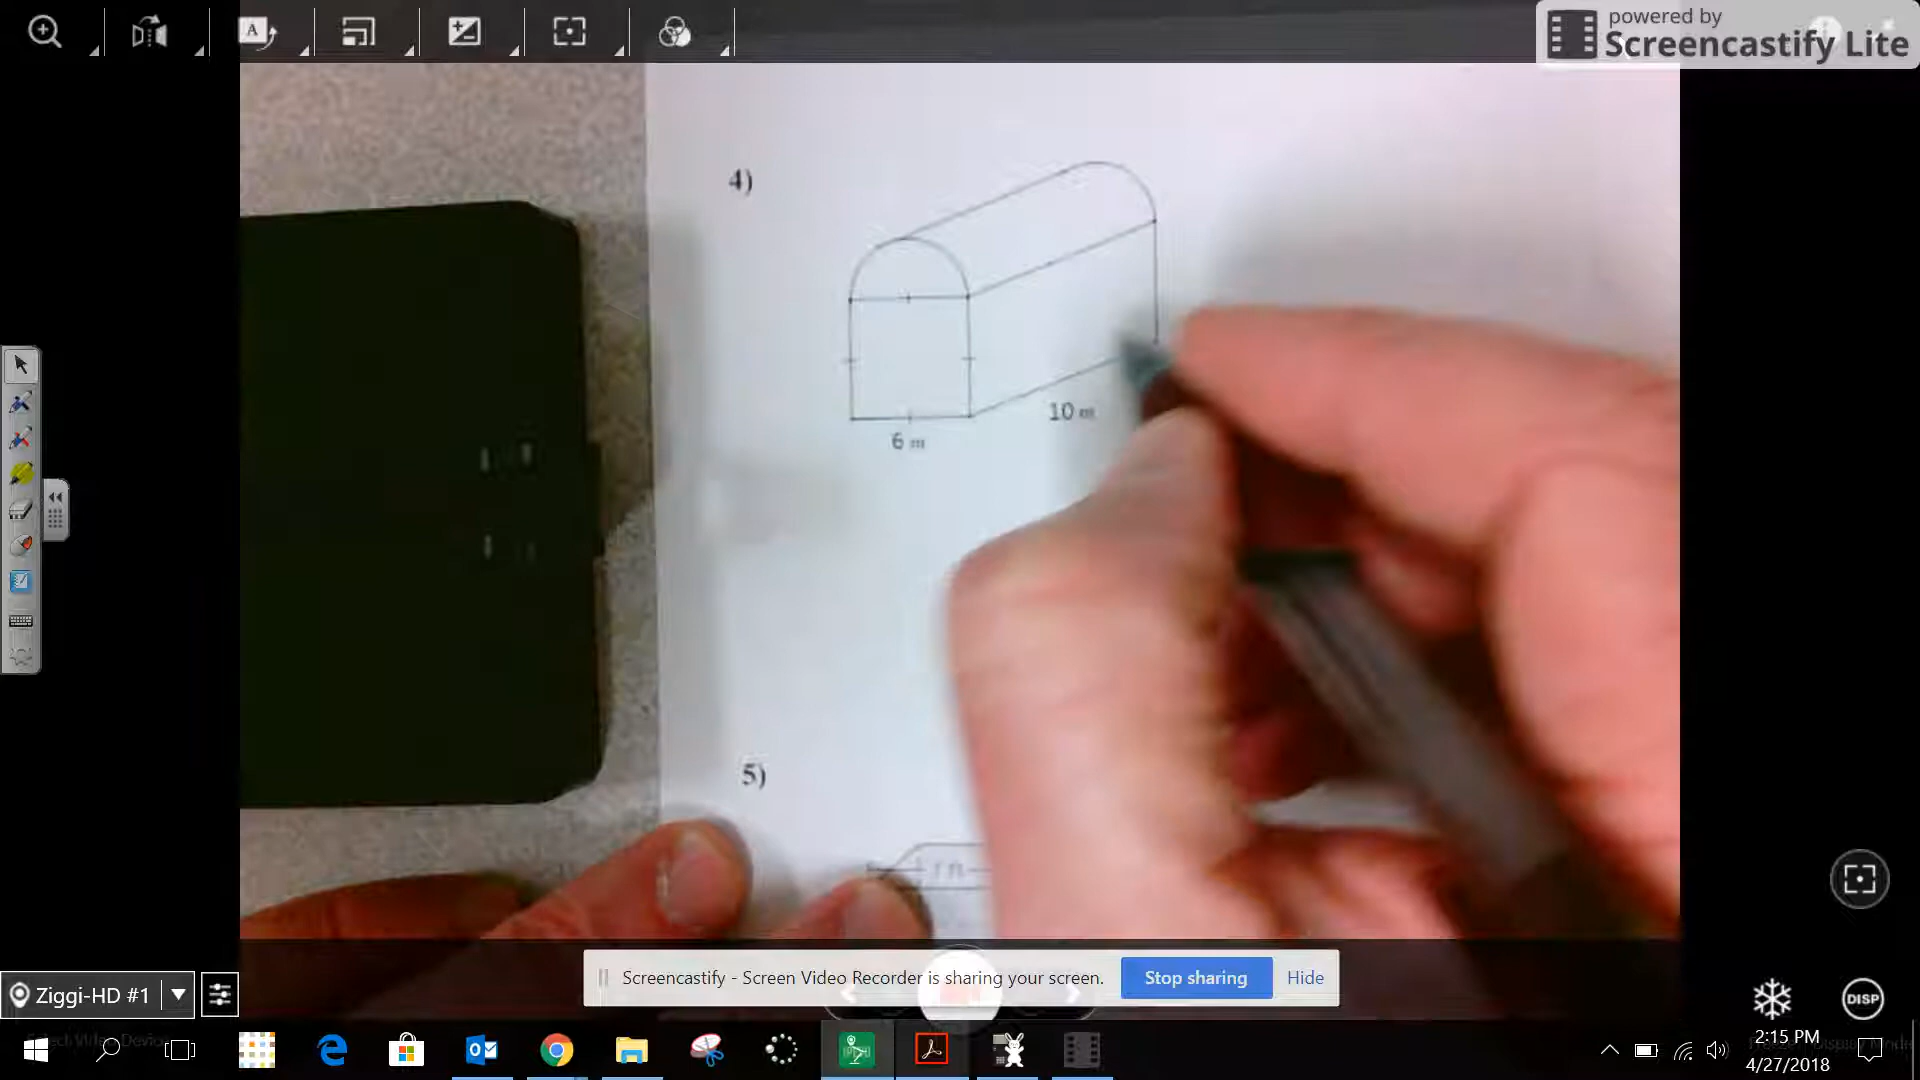 powered by
Screencastify Lite
A
4)
10 m
6 m
5)
Screencastify - Screen Video Recorder is sharing your screen.
Stop sharing
Hide
Ziggi-HD #1
DISP
2:15 PM
4/27/2018